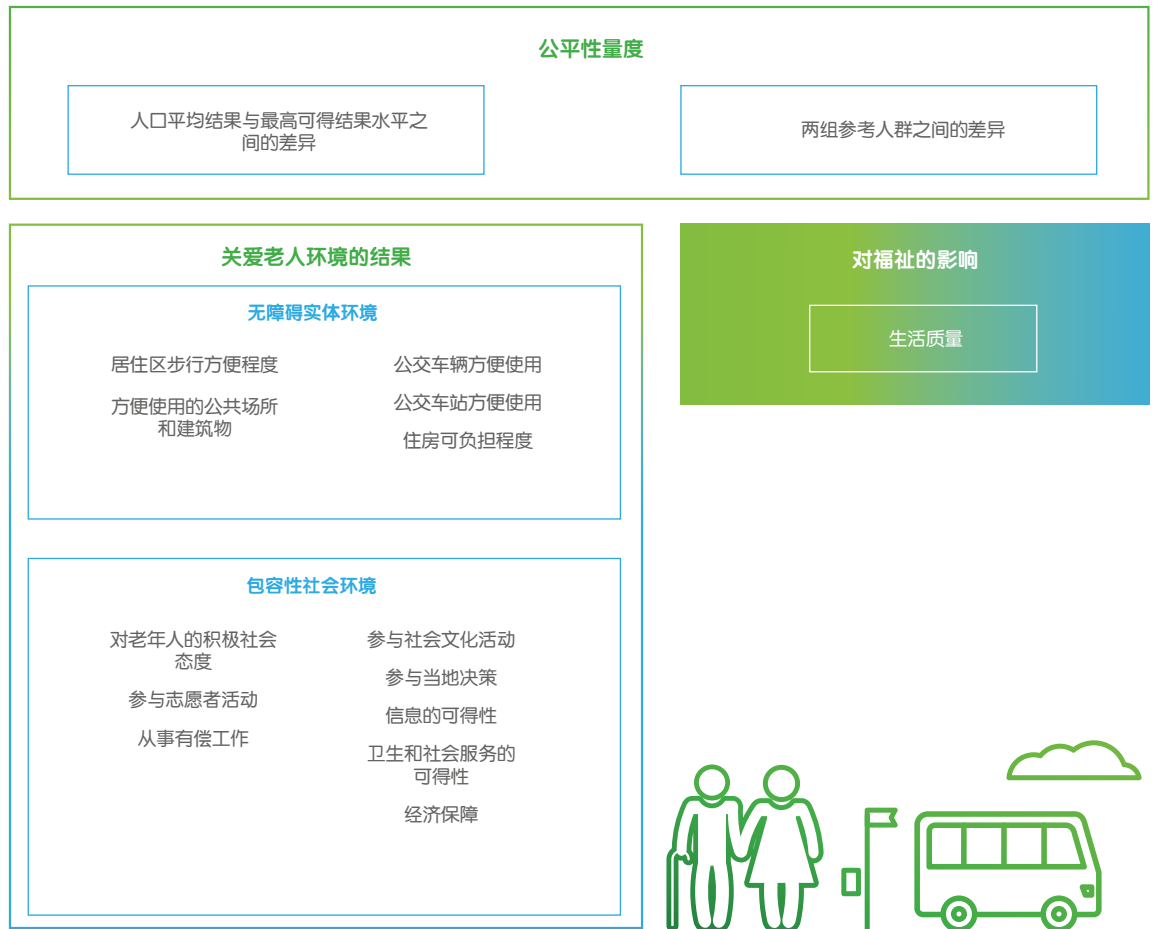 公平性量度
人口平均结果与最高可得结果水平之
间的差异
两组参考人群之间的差异
关爱老人环境的结果
无障碍实体环境
居住区步行方便程度
方便使用的公共场所
和建筑物
公交车辆方便使用
公交车站方便使用
住房可负担程度
包容性社会环境
对老年人的积极社会
态度
参与志愿者活动
从事有偿工作
参与社会文化活动
参与当地决策
信息的可得性
卫生和社会服务的
可得性
经济保障
对福祉的影响
生活质量